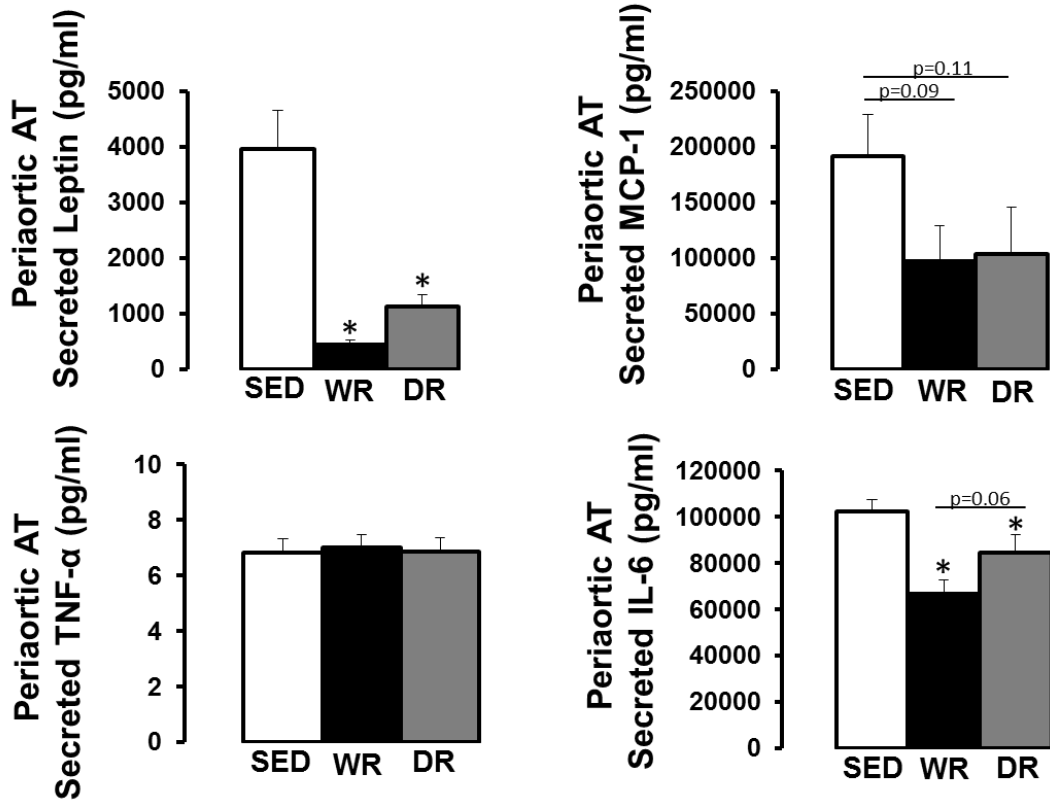 Periaortic AT
Secreted Leptin (pg/ml)
5000
4000
3000
2000
1000
0
*
*
SED
WR
DR
Periaortic AT
Secreted MCP-1 (pg/ml)
250000
200000
150000
100000
50000
0
p=0.11
p=0.09
SED
WR
DR
Periaortic AT
Secreted TNF-α (pg/ml)
10
8
6
4
2
0
SED
WR
DR
Periaortic AT
Secreted IL-6 (pg/ml)
120000
100000
80000
60000
40000
20000
0
p=0.06
*
*
SED
WR
DR